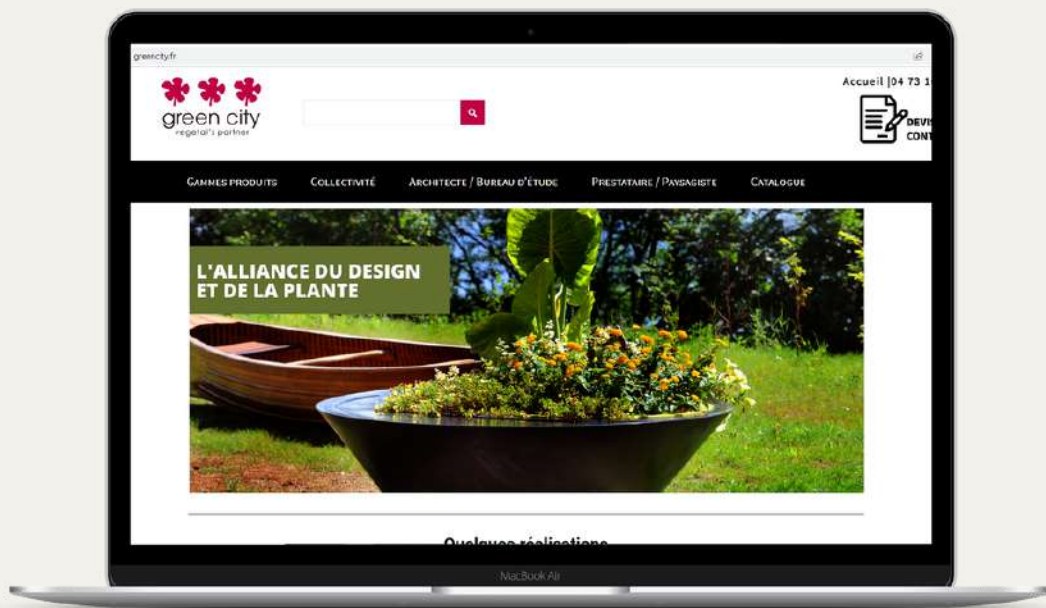 greencity.fr
green city
vegetal's partner
Accueil |04 73 1
DEVIS
CONT
GAMMES PRODUITS
COLLECTIVITÉ
ARCHITECTE / BUREAU D'ÉTUDE
PRESTATAIRE / PAYSAGISTE
CATALOGUE
L'ALLIANCE DU DESIGN
ET DE LA PLANTE
Quelques réalisations
MacBook Air